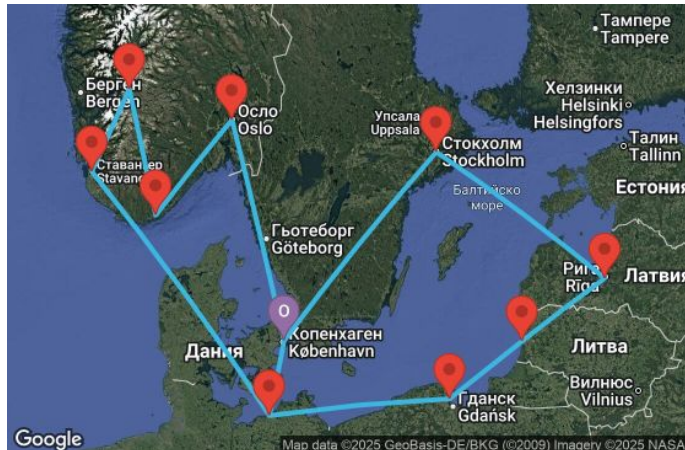 Тампере
Tampere
Берген
Bergen
Осло
Oslo
Упсала
Uppsala
Хелзинки
Helsinki
Helsingfors
Талин
Tallinn
Стокхолм
Stockholm
Ставангер
Stavang
Балтийско
море
Естония
Гьотеборг
Göteborg
Рига
Rīga
Латвия
O
Копенхаген
København
Дания
Литва
Вилнюс
Vilnius
Гданск
Gdańsk
Google
Map data ©2025 GeoBasis-DE/BKG (©2009) Imagery ©2025 NASA